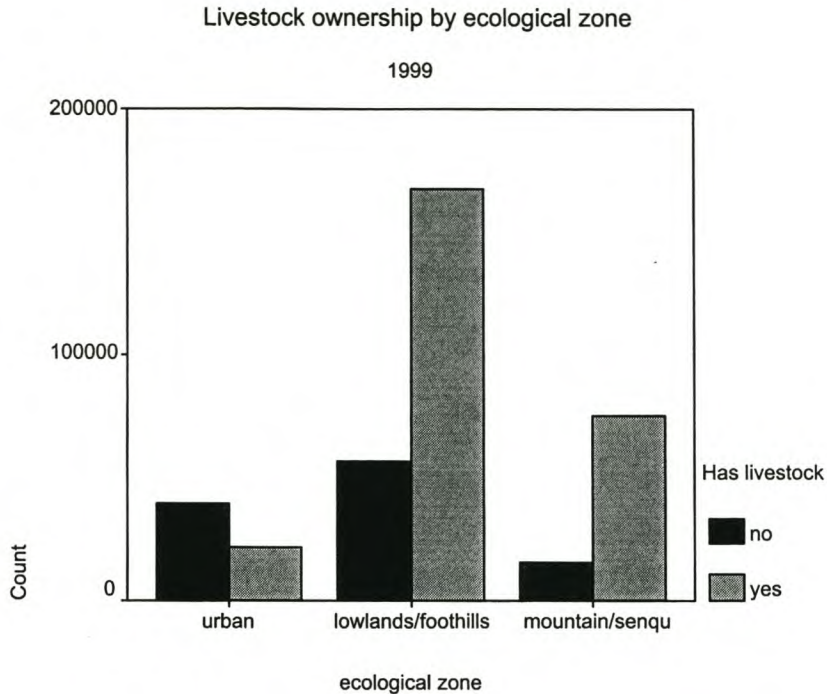 Livestock ownership by ecological zone
1999
200000
100000
0
Count
urban
lowlands/foothills
mountain/senqu
ecological zone
Has livestock
no
yes